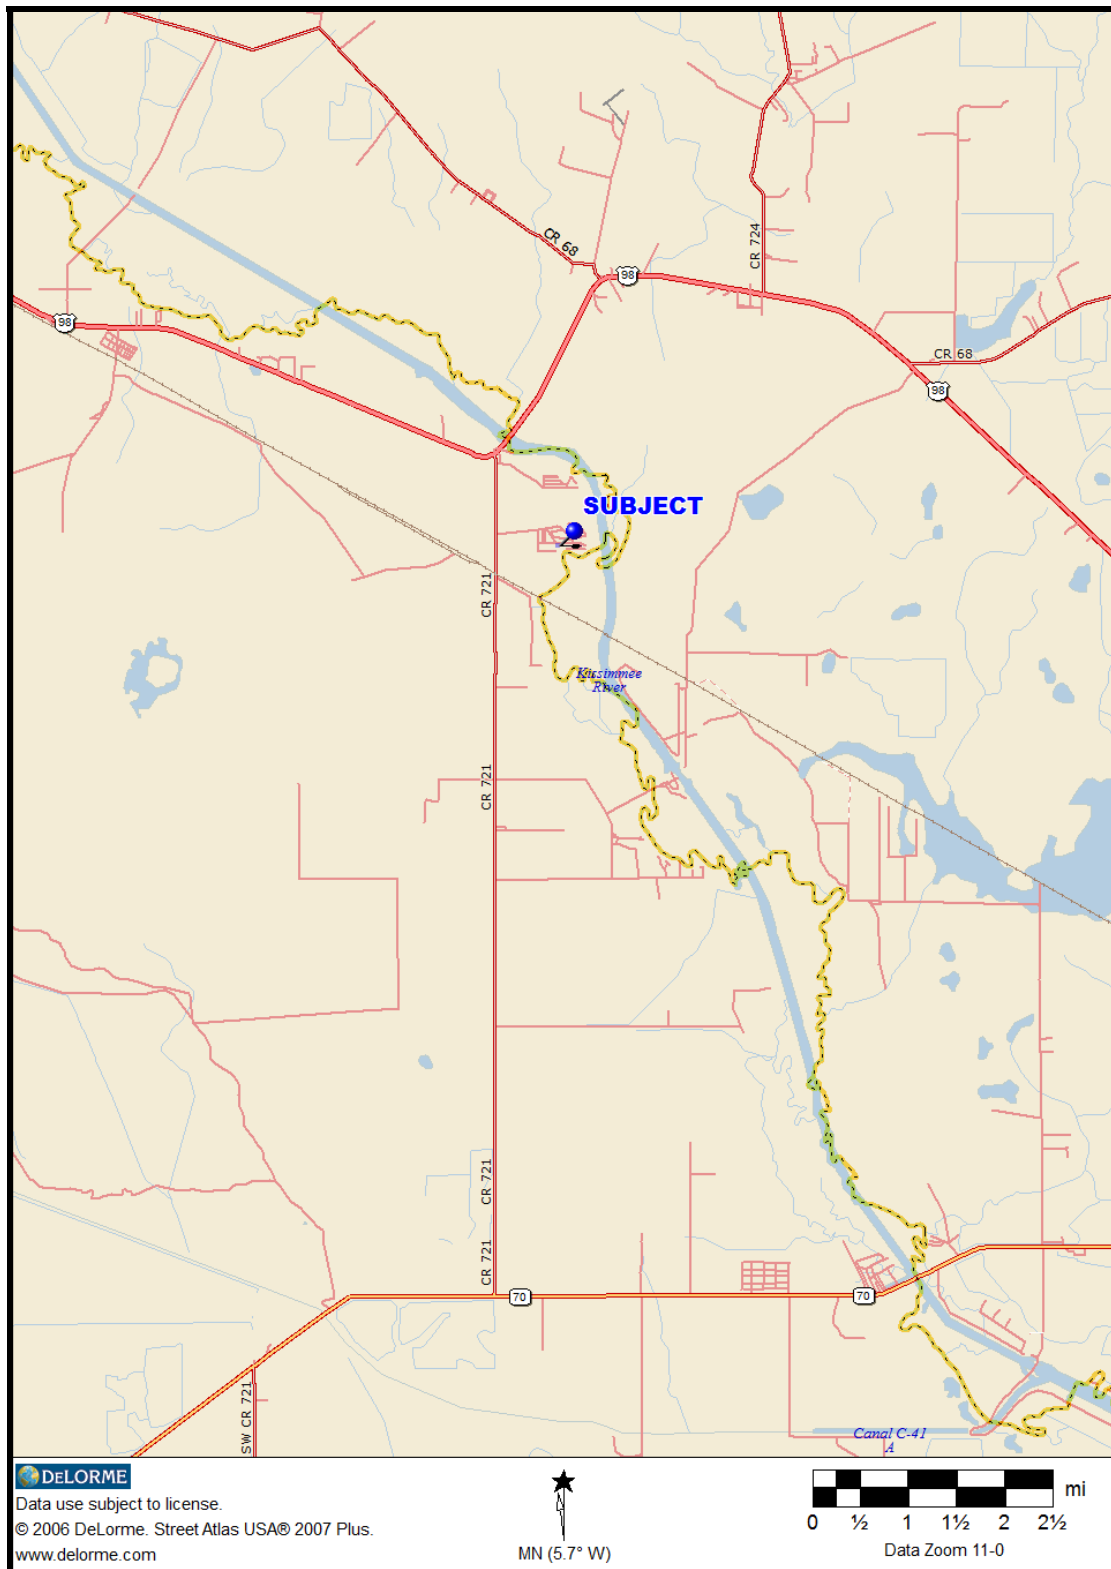 CR 68
98
CR 724
98
CR 68
98
SUBJECT
CR 721
Kissimmee
River
CR 721
CR 721
CR 721
70
70
SW CR 721
Canal C-41
A
DELORME
Data use subject to license.
© 2006 DeLorme. Street Atlas USA® 2007 Plus.
www.delorme.com
MN (5.7° W)
mi
0 ½ 1 1½ 2 2½
Data Zoom 11-0